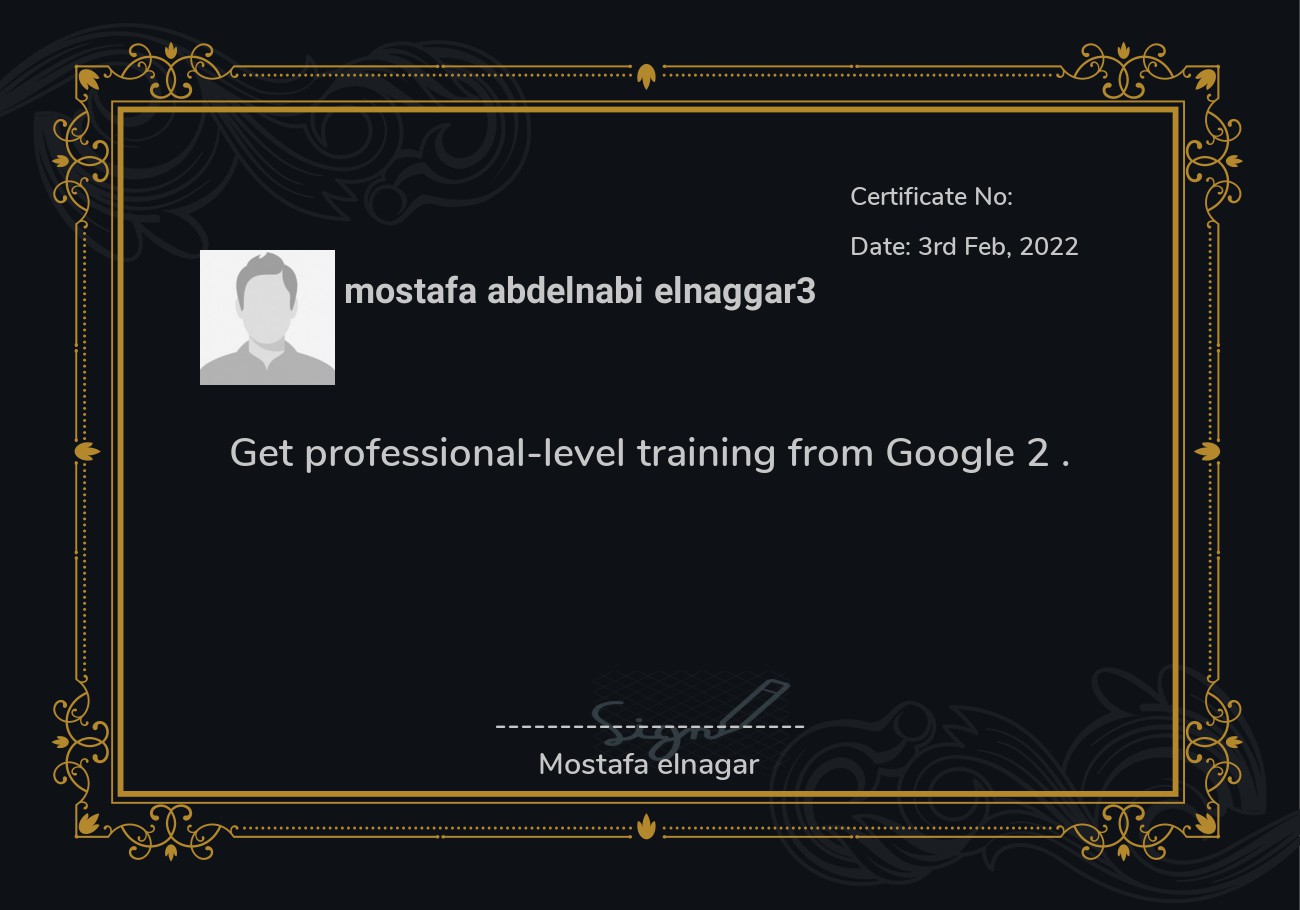 Certificate No:
Date: 3rd Feb, 2022
mostafa abdelnabi elnaggar3
Get professional-level training from Google 2 .
Sign
--------------------------
Mostafa elnagar